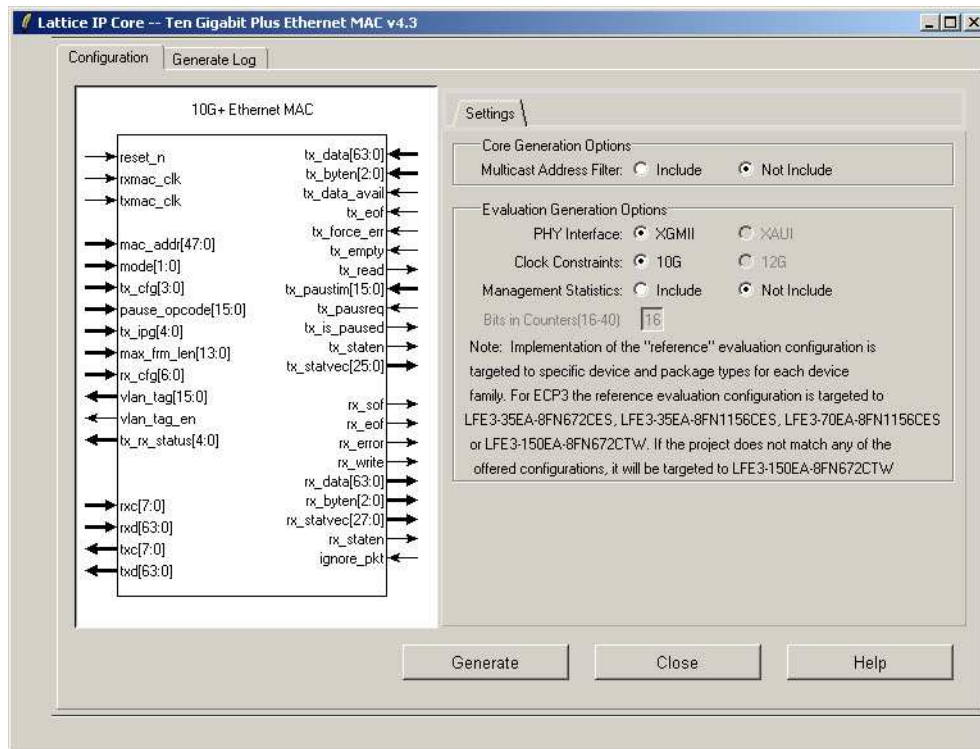 Lattice IP Core -- Ten Gigabit Plus Ethernet MAC v4.3
Configuration
Generate Log
10G+ Ethernet MAC
reset_n
rxmac_clk
txmac_clk
mac_addr[47:0]
mode[1:0]
tx_cfg[3:0]
pause_opcode[15:0]
tx_ipg[4:0]
max_frm_len[13:0]
rx_cfg[6:0]
vlan_tag[15:0]
vlan_tag_en
tx_rx_status[4:0]
rxc[7:0]
rxd[63:0]
txc[7:0]
txd[63:0]
tx_data[63:0]
tx_byten[2:0]
tx_data_avail
tx_eof
tx_force_err
tx_empty
tx_read
tx_paustim[15:0]
tx_pausreq
tx_is_paused
tx_staten
tx_statvec[25:0]
rx_sof
rx_eof
rx_error
rx_write
rx_data[63:0]
rx_byten[2:0]
rx_statvec[27:0]
rx_staten
ignore_pkt
Settings
Core Generation Options
Multicast Address Filter: Include Not Include
Evaluation Generation Options
PHY Interface: XGMII XAUI
Clock Constraints: 10G 12G
Management Statistics: Include Not Include
Bits in Counters(16-40) 16
Note: Implementation of the "reference" evaluation configuration is
targeted to specific device and package types for each device
family. For ECP3 the reference evaluation configuration is targeted to
LFE3-35EA-8FN672CES, LFE3-35EA-8FN1156CES, LFE3-70EA-8FN1156CES
or LFE3-150EA-8FN672CTW. If the project does not match any of the
offered configurations, it will be targeted to LFE3-150EA-8FN672CTW
Generate
Close
Help